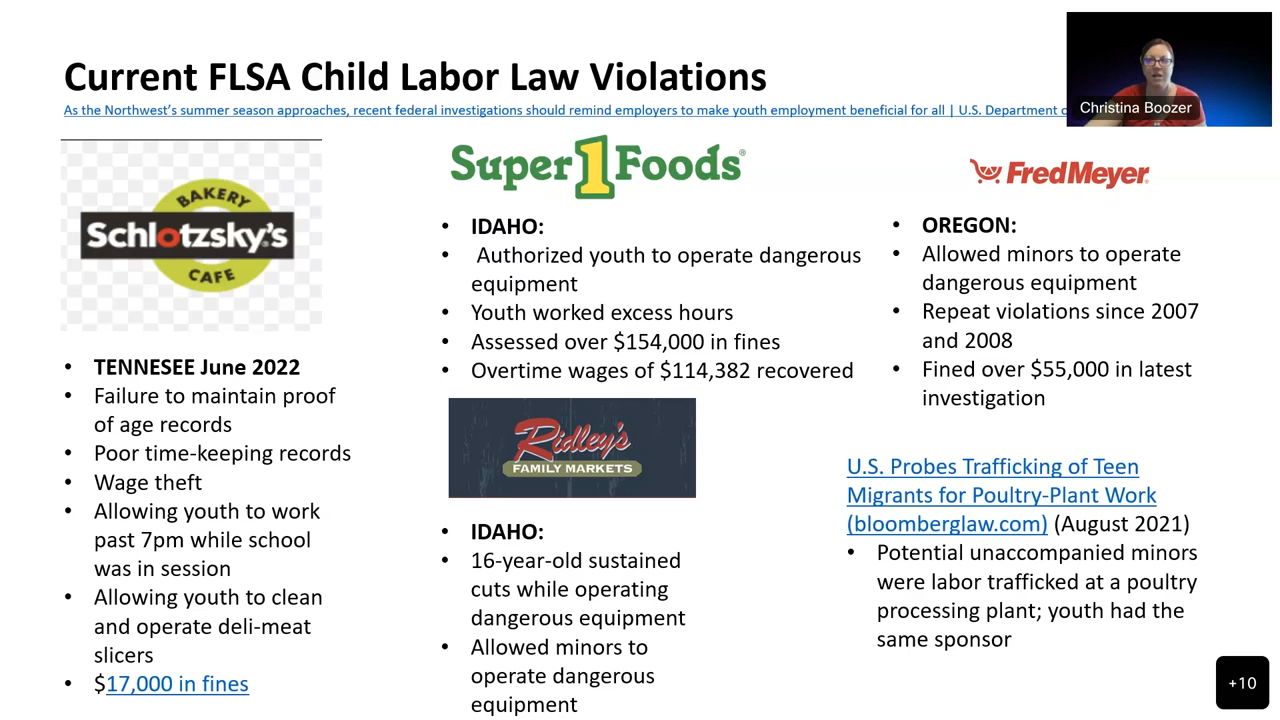 Current FLSA Child Labor Law Violations
As the Northwest's summer season approaches, recent federal investigations should remind employers to make youth employment beneficial for all | U.S. Department
Christina Boozer
BAKERY
Schlotzsky's
CAFE
• TENNESEE June 2022
• Failure to maintain proof
of age records
• Poor time-keeping records
• Wage theft
• Allowing youth to work
past 7pm while school
was in session
• Allowing youth to clean
and operate deli-meat
slicers
• $17,000 in fines
Super 1 Foods®
• IDAHO:
• Authorized youth to operate dangerous
equipment
• Youth worked excess hours
• Assessed over $154,000 in fines
• Overtime wages of $114,382 recovered
Ridley's
FAMILY MARKETS
• IDAHO:
• 16-year-old sustained
cuts while operating
dangerous equipment
• Allowed minors to
operate dangerous
equipment
FredMeyer
• OREGON:
• Allowed minors to operate
dangerous equipment
• Repeat violations since 2007
and 2008
• Fined over $55,000 in latest
investigation
U.S. Probes Trafficking of Teen
Migrants for Poultry-Plant Work
(bloomberglaw.com) (August 2021)
• Potential unaccompanied minors
were labor trafficked at a poultry
processing plant; youth had the
same sponsor
+10